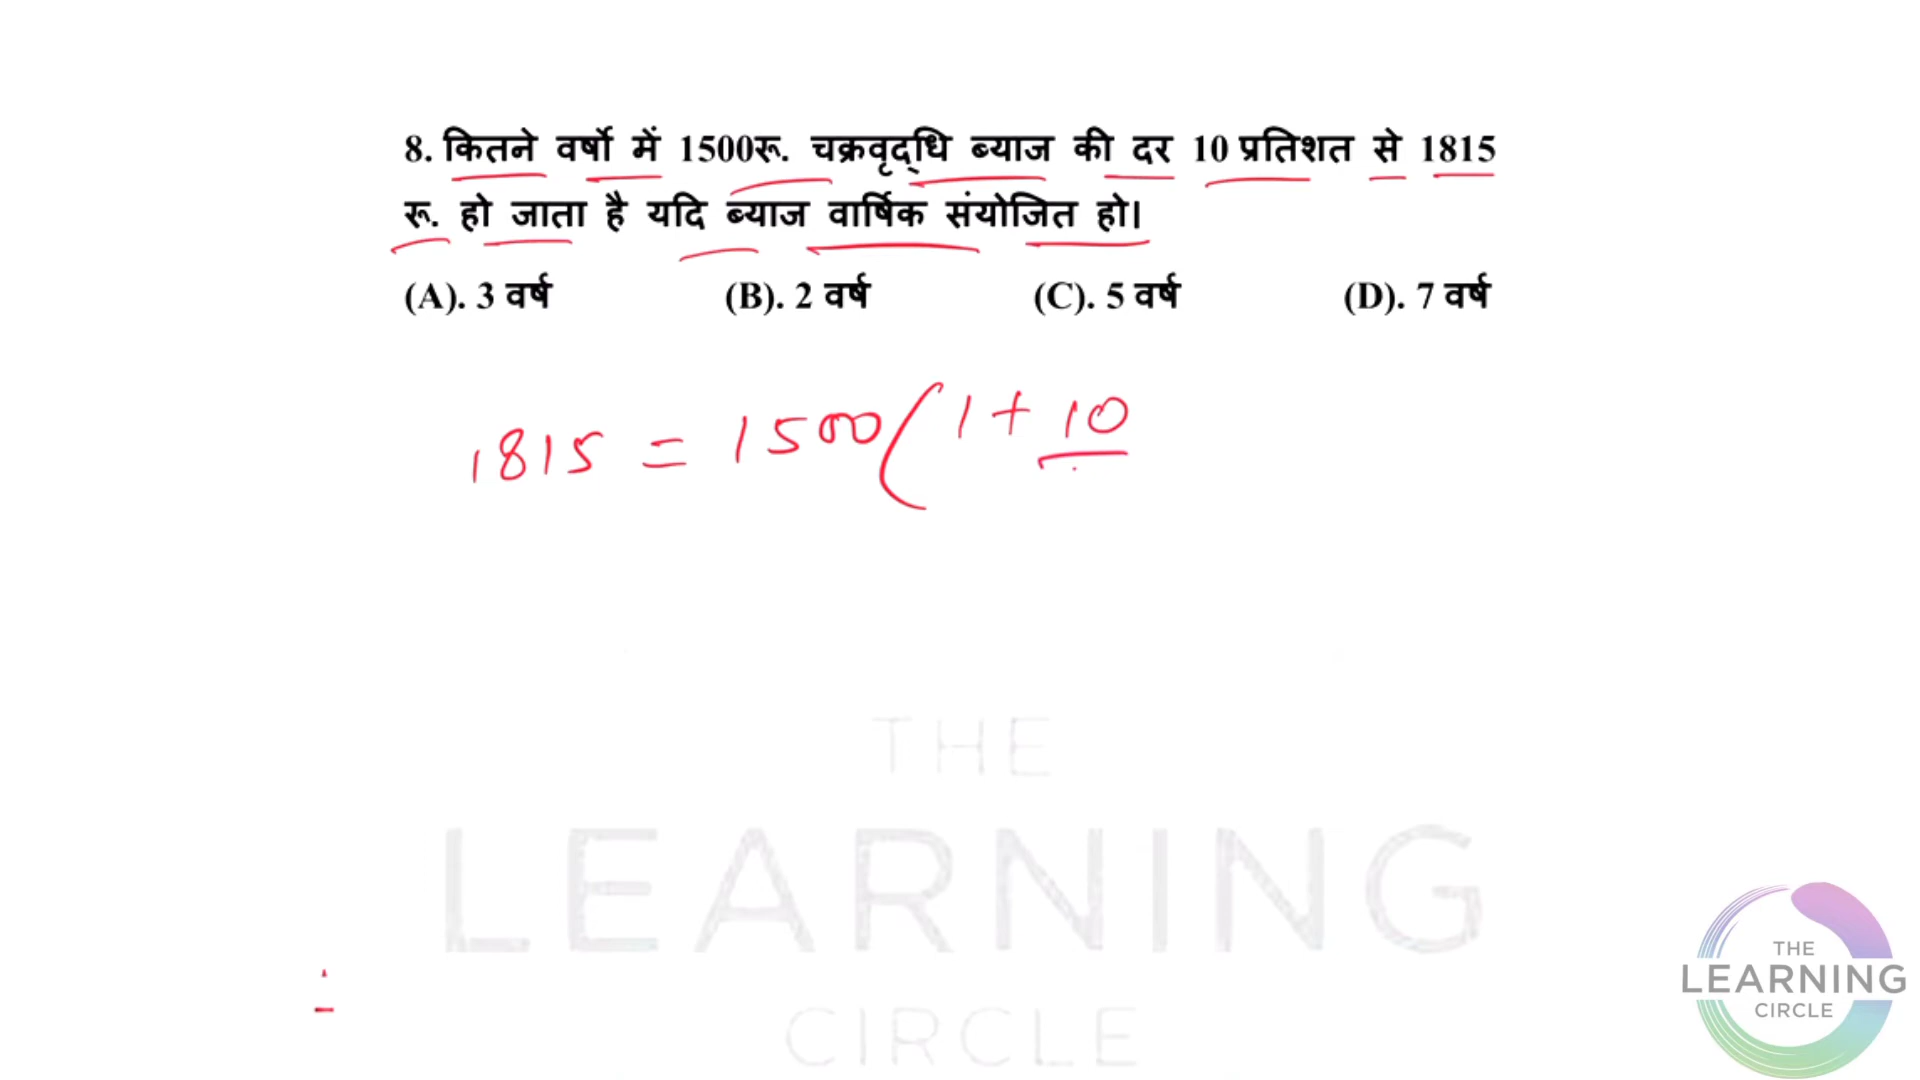 8. कितने वर्षो में 1500रू. चक्रवृद्धि ब्याज की दर 10 प्रतिशत से 1815
रू. हो जाता है यदि ब्याज वार्षिक संयोजित हो।
(A). 3 वर्ष (B). 2 वर्ष (C). 5 वर्ष (D). 7 वर्ष
1815 = 1500 ( 1 + 10
THE
LEARNING
CIRCLE
THE
LEARNING
CIRCLE